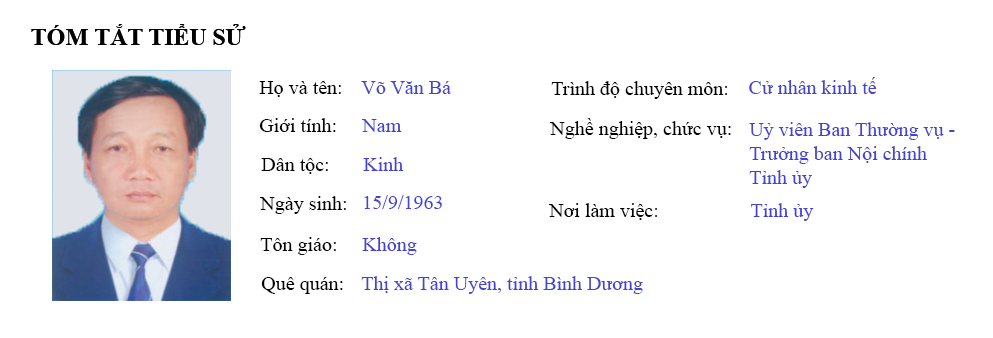 TÓM TẮT TIỂU SỬ
Họ và tên: Võ Văn Bá
Giới tính: Nam
Dân tộc: Kinh
Ngày sinh: 15/9/1963
Tôn giáo: Không
Quê quán: Thị xã Tân Uyên, tỉnh Bình Dương
Trình độ chuyên môn: Cử nhân kinh tế
Nghề nghiệp, chức vụ: Uỷ viên Ban Thường vụ -
Trưởng ban Nội chính
Tỉnh ủy
Nơi làm việc: Tỉnh ủy